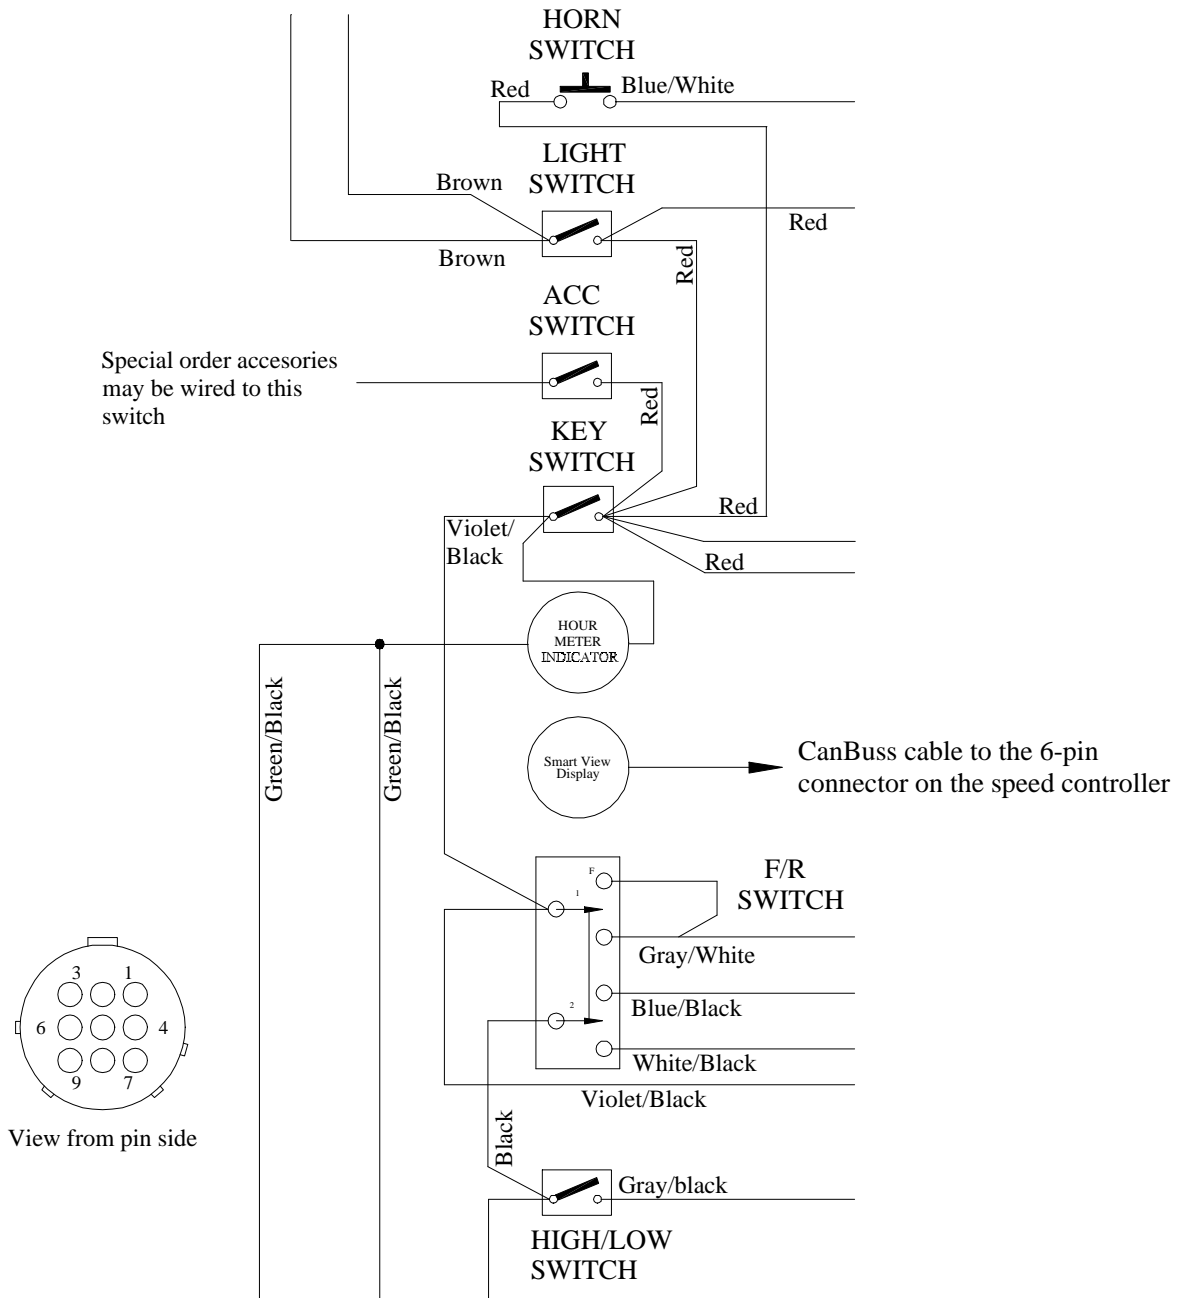 HORN
SWITCH
Red
Blue/White
LIGHT
SWITCH
Brown
Red
Brown
Red
ACC
SWITCH
Special order accesories
may be wired to this
switch
Red
KEY
SWITCH
Red
Violet/
Black
Red
HOUR
METER
INDICATOR
Green/Black
Green/Black
Smart View
Display
CanBuss cable to the 6-pin
connector on the speed controller
F/R
SWITCH
F
1
Gray/White
2
Blue/Black
White/Black
Violet/Black
3 1
6 4
9 7
View from pin side
Black
Gray/black
HIGH/LOW
SWITCH